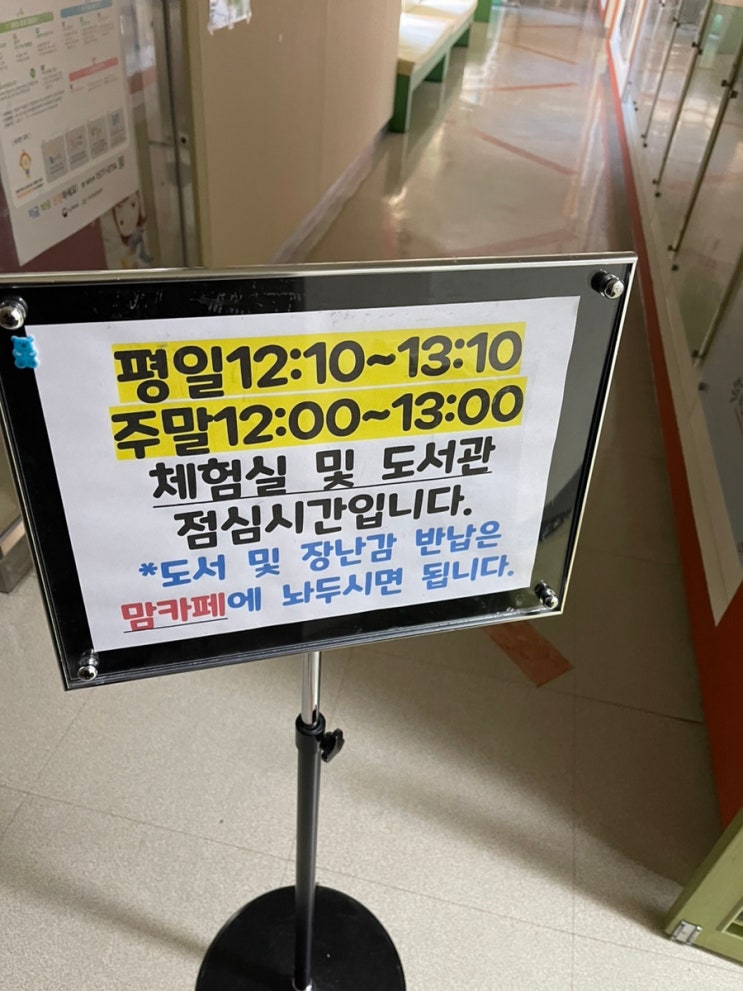 평일12:10~13:10
주말12:00~13:00
체험실 및 도서관
점심시간입니다.
*도서 및 장난감 반납은
맘카페에 놔두시면 됩니다.